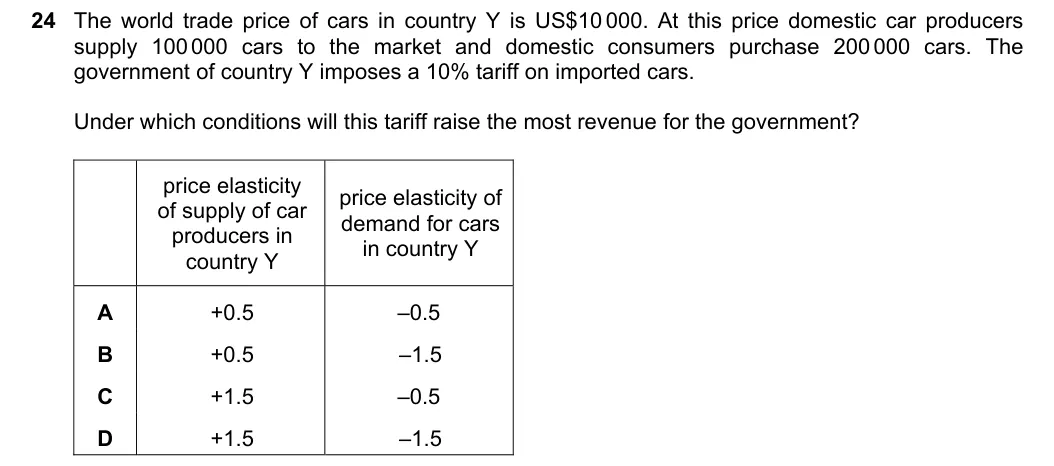 24 The world trade price of cars in country Y is US$10 000. At this price domestic car producers
supply 100 000 cars to the market and domestic consumers purchase 200 000 cars. The
government of country Y imposes a 10% tariff on imported cars.
Under which conditions will this tariff raise the most revenue for the government?
price elasticity
of supply of car
producers in
country Y
price elasticity of
demand for cars
in country Y
A +0.5 –0.5
B +0.5 –1.5
C +1.5 –0.5
D +1.5 –1.5